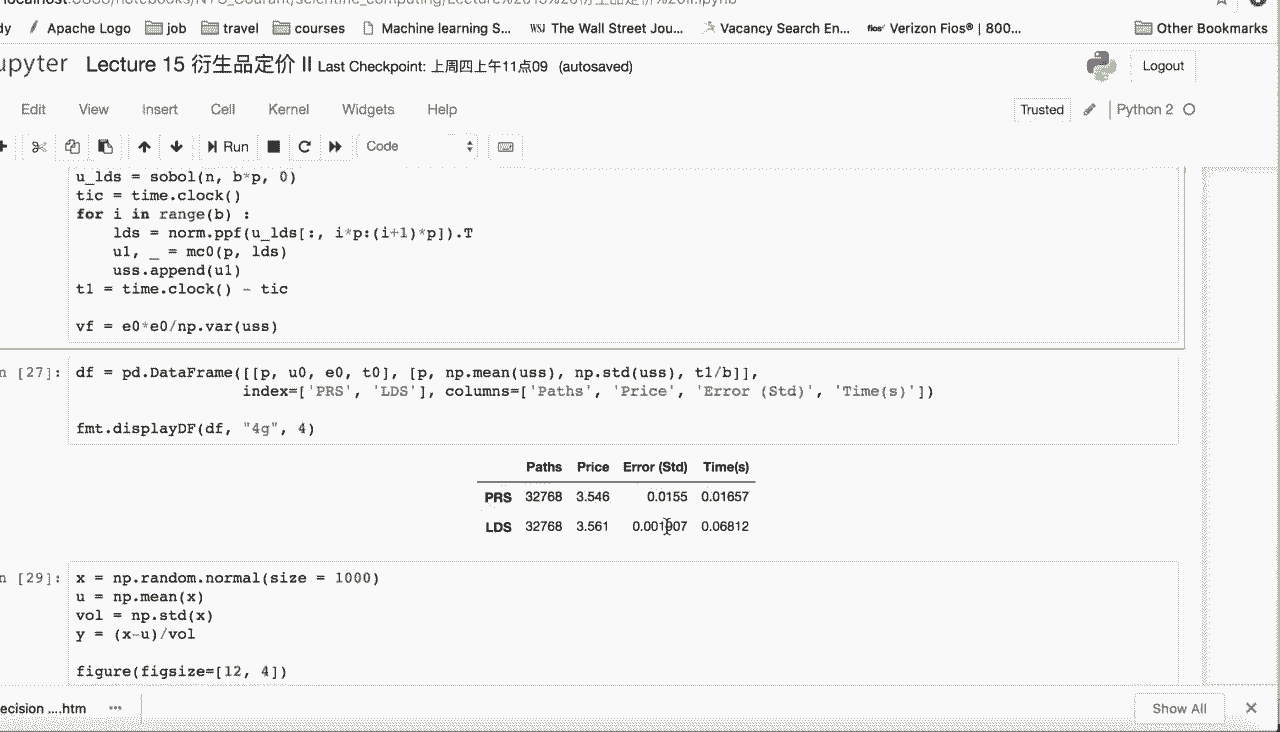 Apache Logo job travel courses Machine learning S... WSJ The Wall Street Jou... Vacancy Search En... fios Verizon Fios® | 800... Other Bookmarks
Lecture 15 衍生品定价 II Last Checkpoint: 上周四上午11点09 (autosaved) Logout
Edit View Insert Cell Kernel Widgets Help Trusted Python 2
Run Code
u_lds = sobol(n, b*p, 0)
tic = time.clock()
for i in range(b) :
lds = norm.ppf(u_lds[:, i*p:(i+1)*p]).T
u1, _ = mc0(p, lds)
uss.append(u1)
t1 = time.clock() - tic
vf = e0*e0/np.var(uss)
[27]: df = pd.DataFrame([[p, u0, e0, t0], [p, np.mean(uss), np.std(uss), t1/b]],
index=['PRS', 'LDS'], columns=['Paths', 'Price', 'Error (Std)', 'Time(s)'])
fmt.displayDF(df, "4g", 4)
Paths Price Error (Std) Time(s)
PRS 32768 3.546 0.0155 0.01657
LDS 32768 3.561 0.06812
[29]: x = np.random.normal(size = 1000)
u = np.mean(x)
vol = np.std(x)
y = (x-u)/vol
figure(figsize=[12, 4])
ecision ....htm Show All